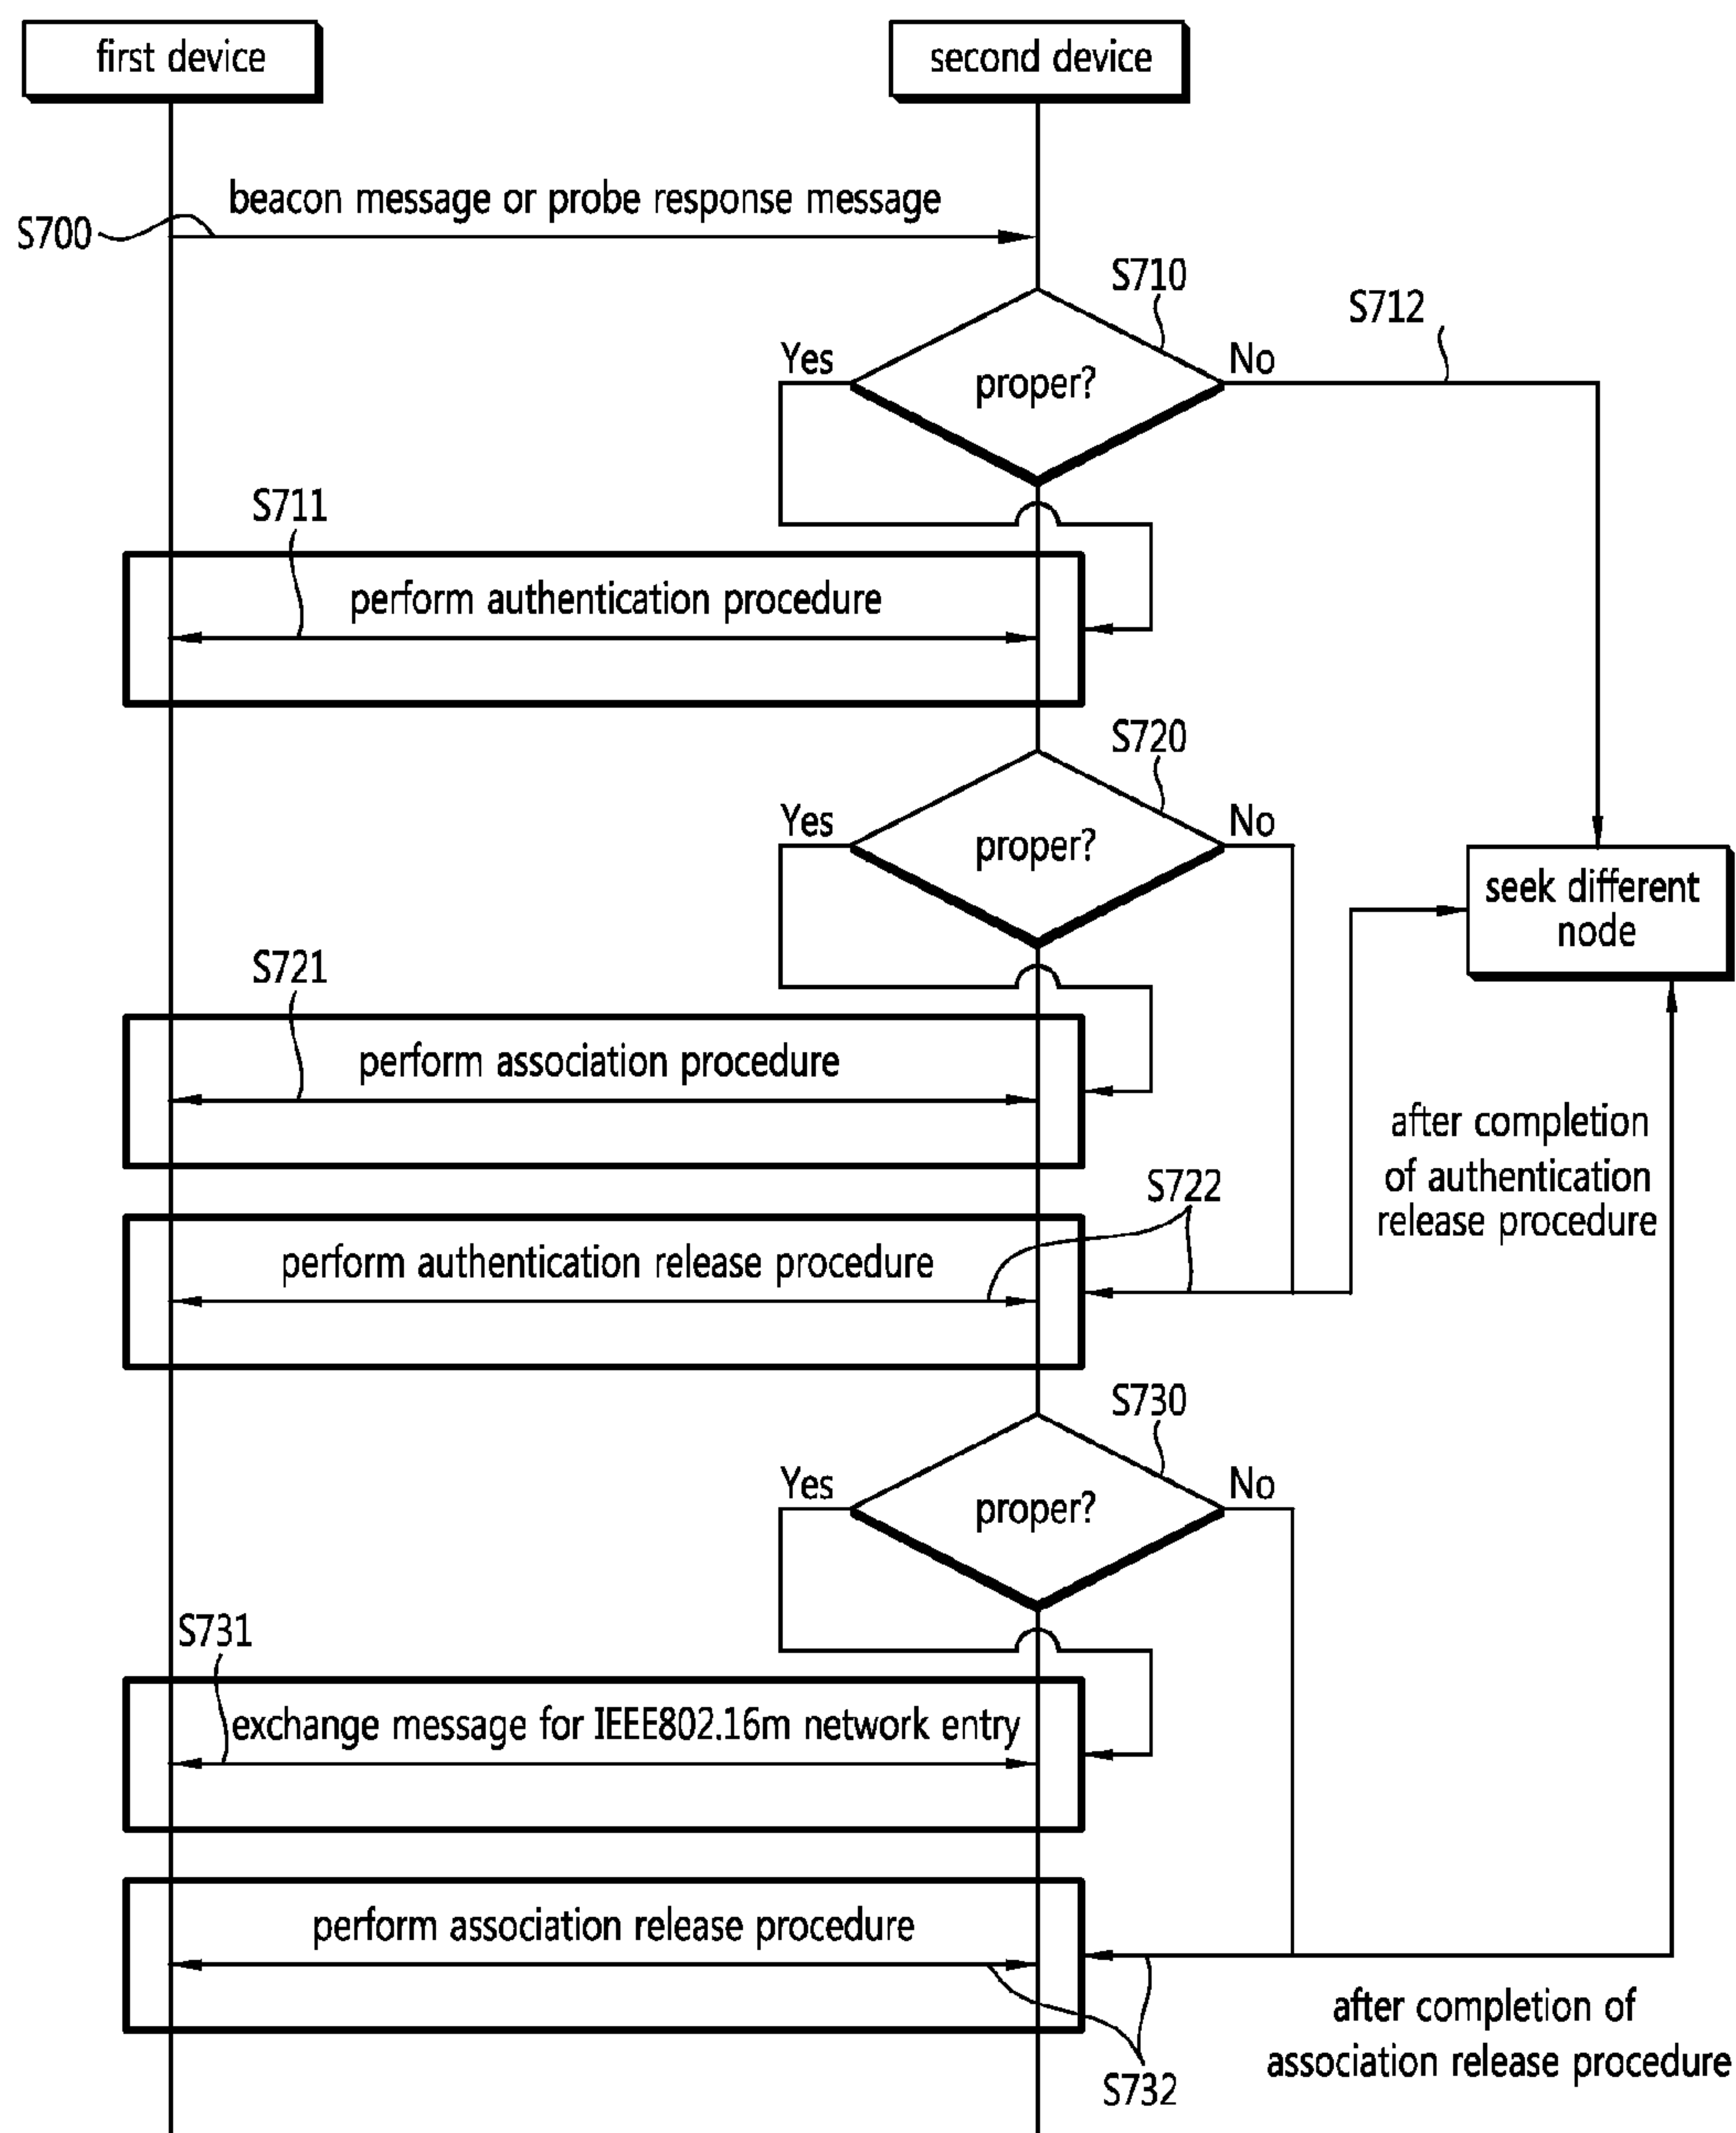 first device
second device
beacon message or probe response message
S700
S710
S712
Yes
No
proper?
S711
perform authentication procedure
S720
Yes
No
proper?
seek different
node
S721
perform association procedure
after completion
of authentication
release procedure
S722
perform authentication release procedure
S730
Yes
No
proper?
S731
exchange message for IEEE802.16m network entry
perform association release procedure
after completion of
association release procedure
S732